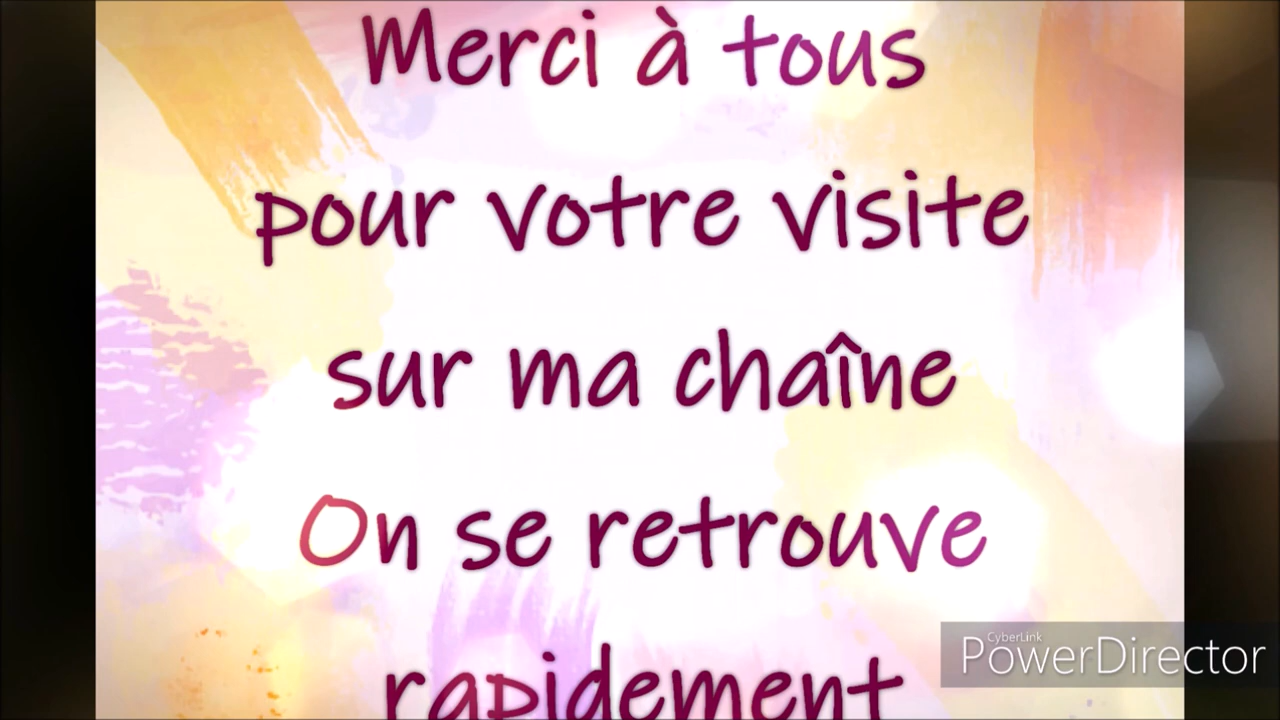 Merci à tous
pour votre visite
sur ma chaîne
On se retrouve
rapidement
CyberLink
PowerDirector